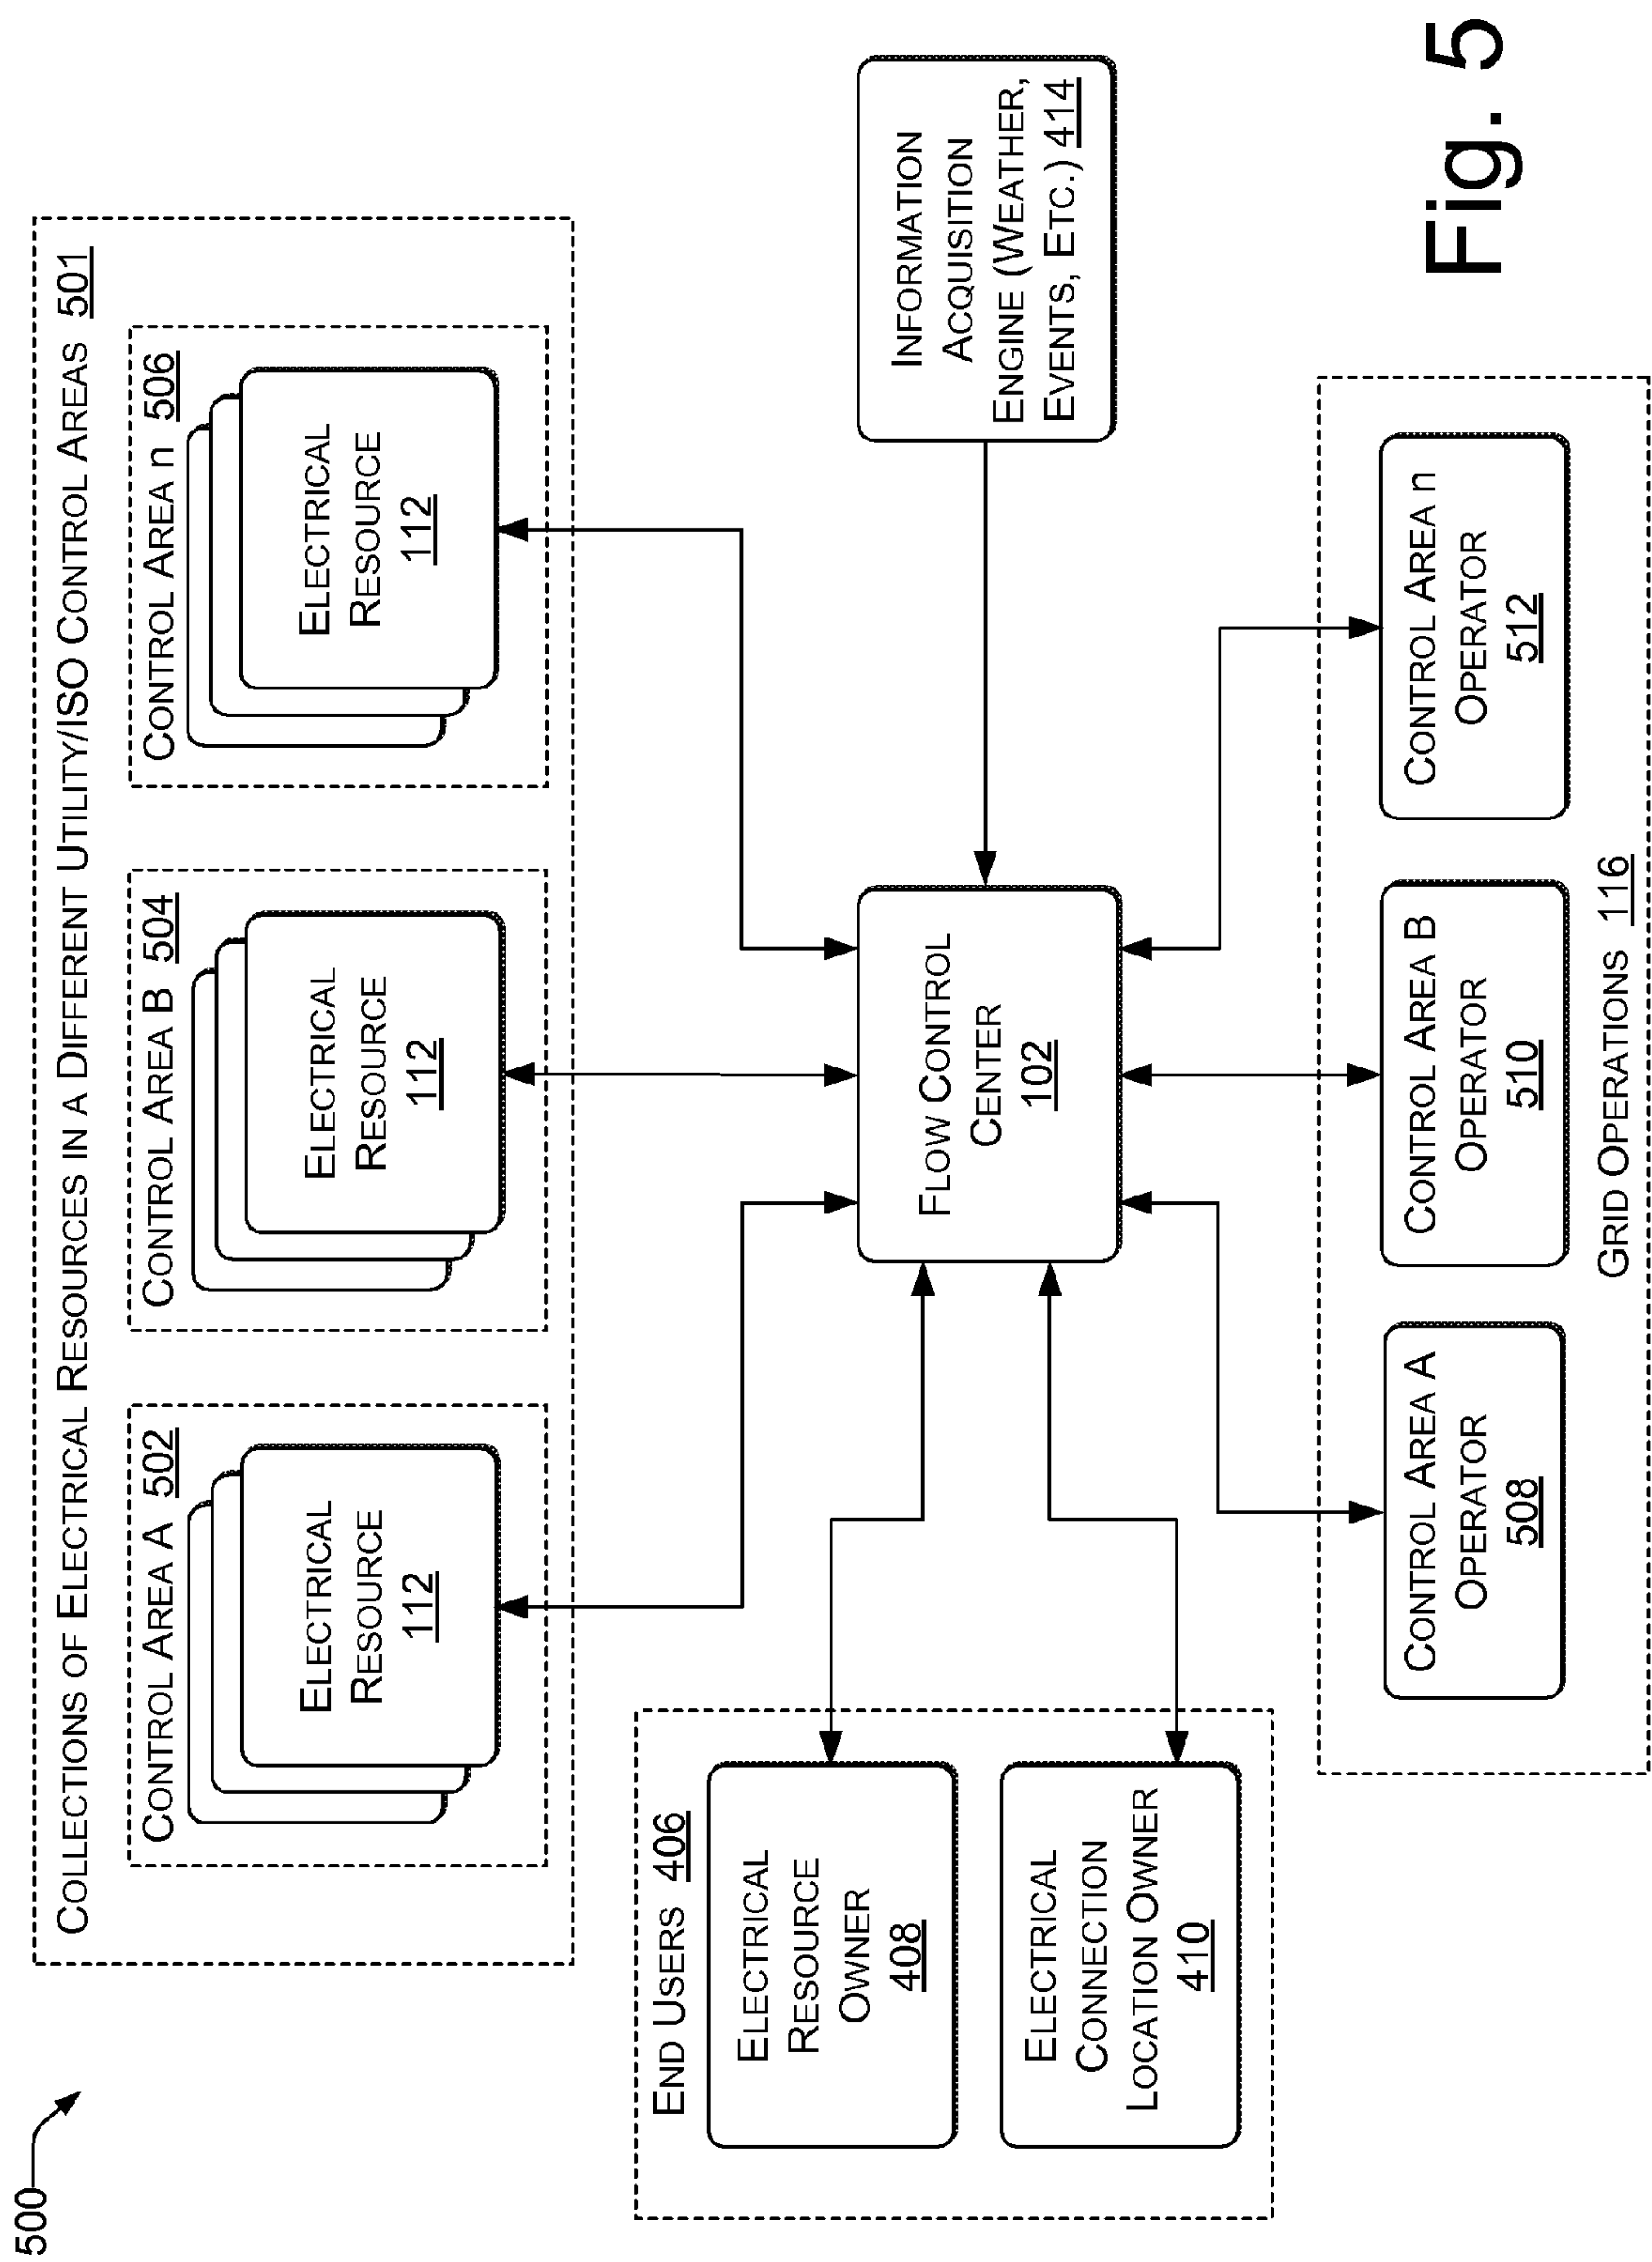 500
COLLECTIONS OF ELECTRICAL RESOURCES IN A DIFFERENT UTILITY/ISO CONTROL AREAS 501
CONTROL AREA A 502
ELECTRICAL
RESOURCE
112
CONTROL AREA B 504
ELECTRICAL
RESOURCE
112
CONTROL AREA n 506
ELECTRICAL
RESOURCE
112
END USERS 406
ELECTRICAL
RESOURCE
OWNER
408
ELECTRICAL
CONNECTION
LOCATION OWNER
410
FLOW CONTROL
CENTER
102
INFORMATION
ACQUISITION
ENGINE (WEATHER,
EVENTS, ETC.) 414
CONTROL AREA A
OPERATOR
508
CONTROL AREA B
OPERATOR
510
CONTROL AREA n
OPERATOR
512
GRID OPERATIONS 116
Fig. 5